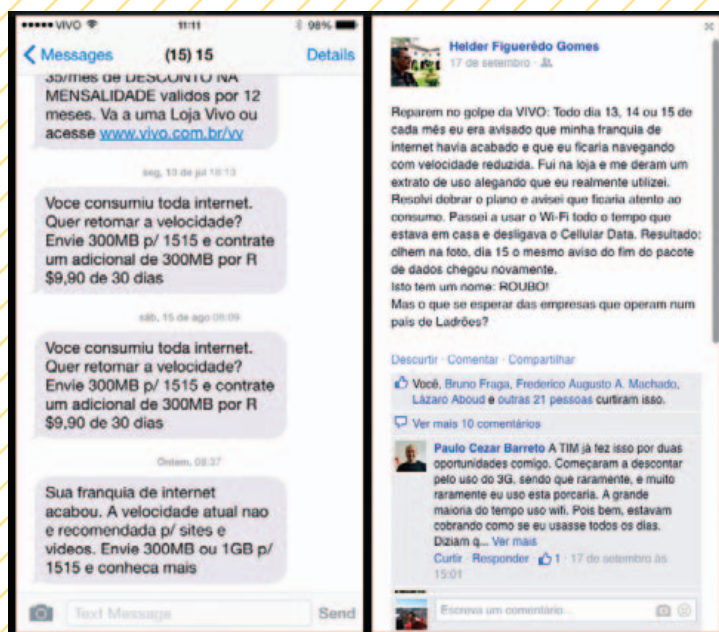 VIVO 11:11 98%
Messages (15) 15 Details
35/mes de DESCONTO NA
MENSALIDADE validos por 12
meses. Va a uma Loja Vivo ou
acesse www.vivo.com.br/vv
seg, 13 de jul 18:13
Voce consumiu toda internet.
Quer retomar a velocidade?
Envie 300MB p/ 1515 e contrate
um adicional de 300MB por R
$9,90 de 30 dias
sáb, 15 de ago 08:09
Voce consumiu toda internet.
Quer retomar a velocidade?
Envie 300MB p/ 1515 e contrate
um adicional de 300MB por R
$9,90 de 30 dias
Ontem, 08:37
Sua franquia de internet
acabou. A velocidade atual nao
e recomendada p/ sites e
videos. Envie 300MB ou 1GB p/
1515 e conheca mais
Text Message Send
Helder Figuerêdo Gomes
17 de setembro
Reparem no golpe da VIVO: Todo dia 13, 14 ou 15 de
cada mês eu era avisado que minha franquia de
internet havia acabado e que eu ficaria navegando
com velocidade reduzida. Fui na loja e me deram um
extrato de uso alegando que eu realmente utilizei.
Resolvi dobrar o plano e avisei que ficaria atento ao
consumo. Passei a usar o Wi-Fi todo o tempo que
estava em casa e desligava o Cellular Data. Resultado:
olhem na foto, dia 15 o mesmo aviso do fim do pacote
de dados chegou novamente.
Isto tem um nome: ROUBO!
Mas o que se esperar das empresas que operam num
país de Ladrões?
Descurtir · Comentar · Compartilhar
Você, Bruno Fraga, Frederico Augusto A. Machado,
Lázaro Aboud e outras 21 pessoas curtiram isso.
Ver mais 10 comentários
Paulo Cezar Barreto A TIM já fez isso por duas
oportunidades comigo. Começaram a descontar
pelo uso do 3G, sendo que raramente, e muito
raramente eu uso esta porcaria. A grande
maioria do tempo uso wifi. Pois bem, estavam
cobrando como se eu usasse todos os dias.
Diziam q... Ver mais
Curtir · Responder · 1 · 17 de setembro às
15:01
Escreva um comentário...